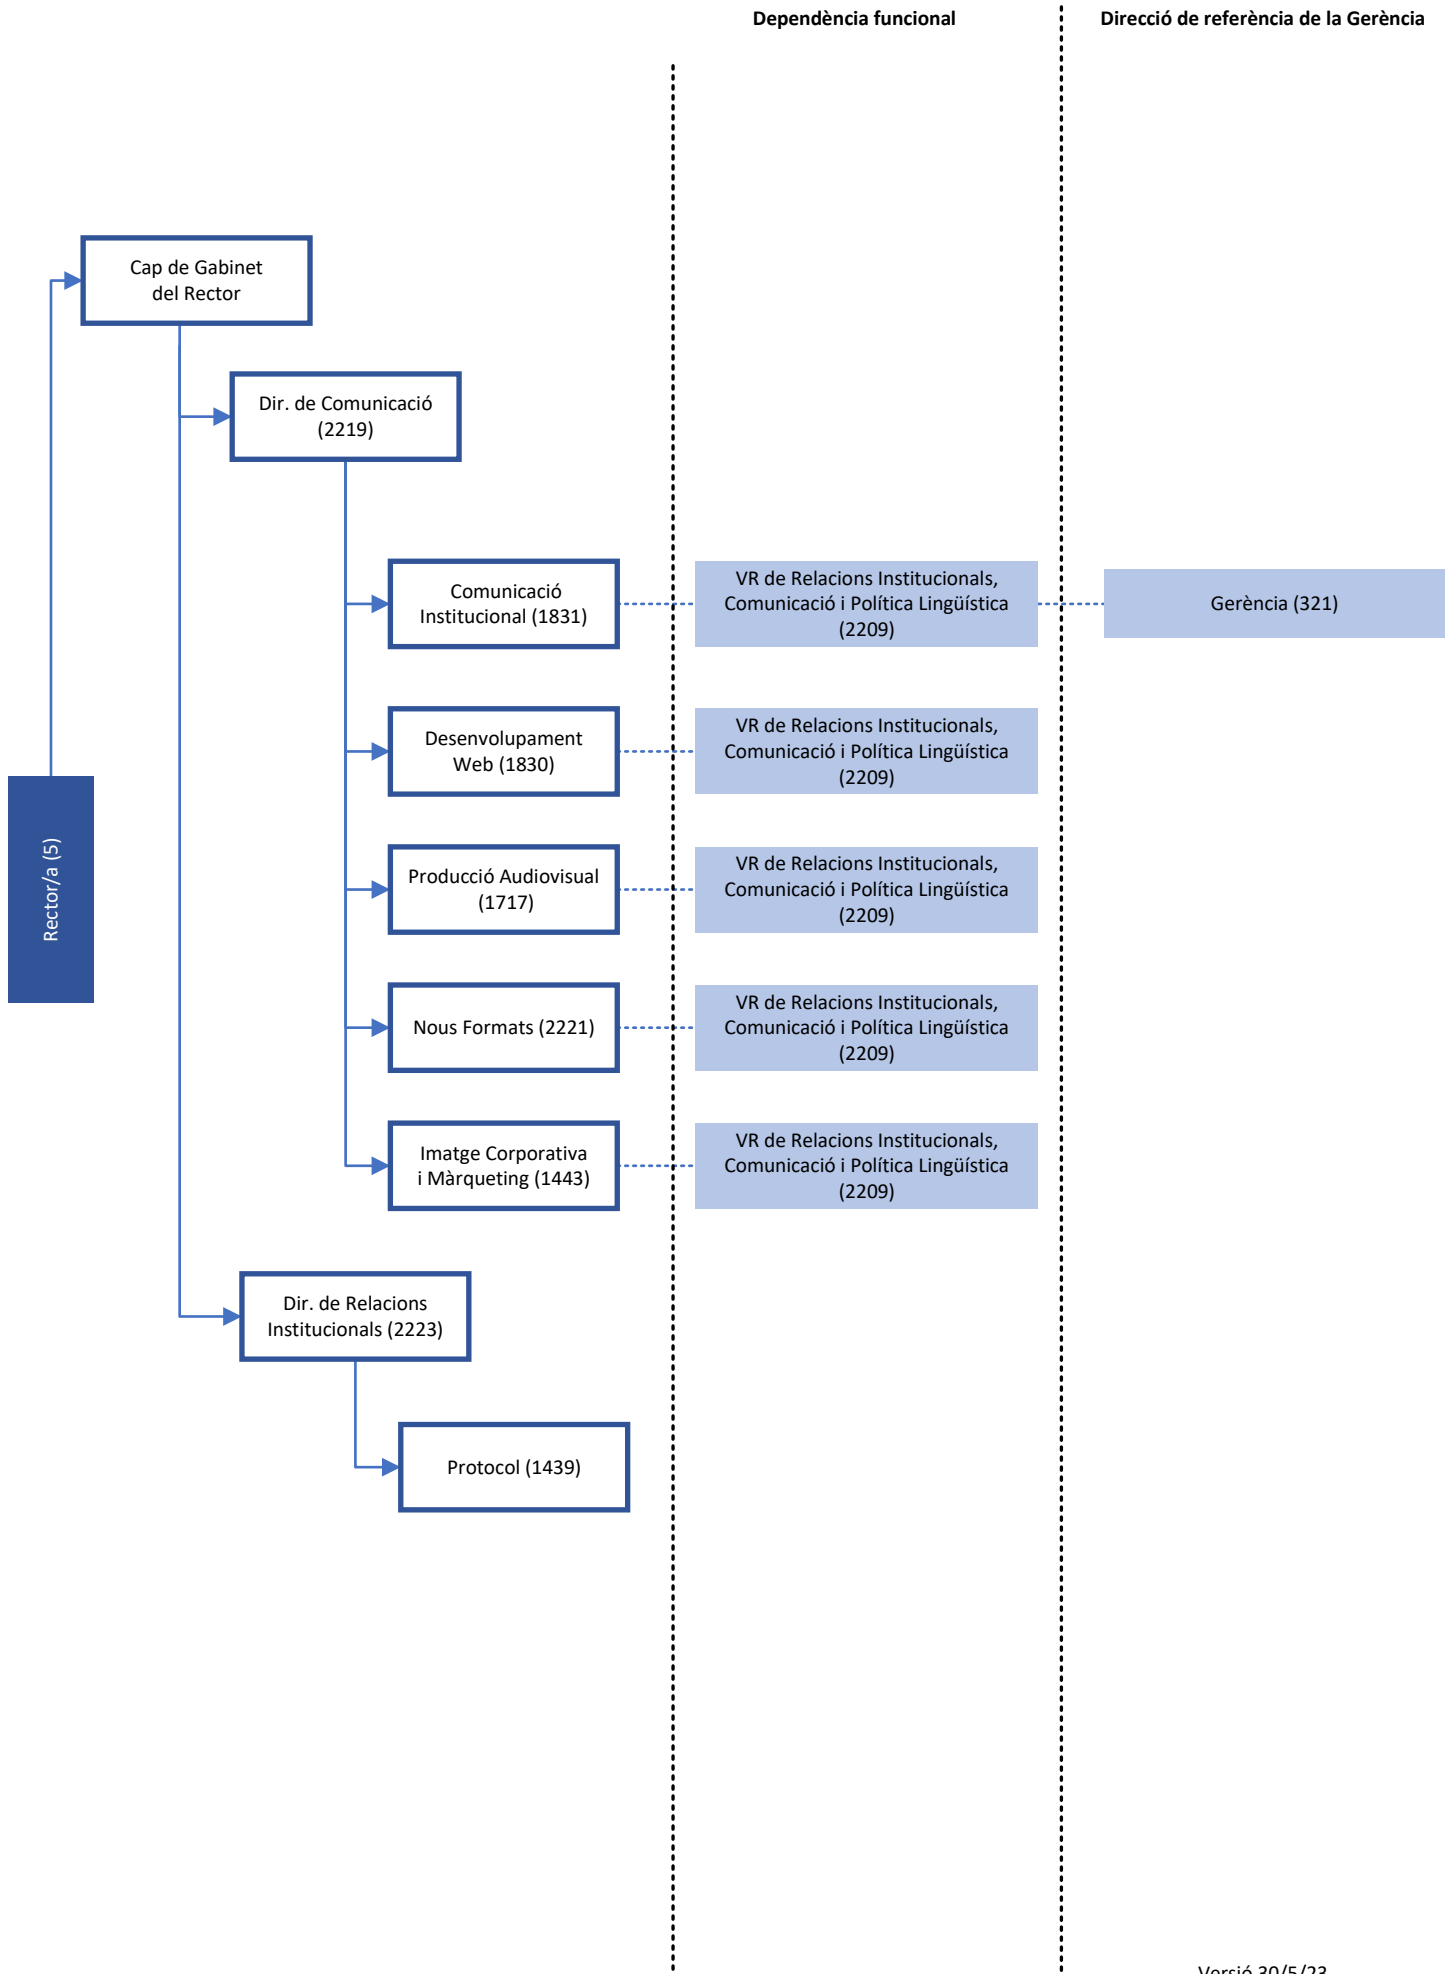 Dependència funcional
Direcció de referència de la Gerència
Cap de Gabinet
del Rector
Dir. de Comunicació
(2219)
Comunicació
Institucional (1831)
VR de Relacions Institucionals,
Comunicació i Política Lingüística
(2209)
Gerència (321)
Desenvolupament
Web (1830)
VR de Relacions Institucionals,
Comunicació i Política Lingüística
(2209)
Rector/a (5)
Producció Audiovisual
(1717)
VR de Relacions Institucionals,
Comunicació i Política Lingüística
(2209)
Nous Formats (2221)
VR de Relacions Institucionals,
Comunicació i Política Lingüística
(2209)
Imatge Corporativa
i Màrqueting (1443)
VR de Relacions Institucionals,
Comunicació i Política Lingüística
(2209)
Dir. de Relacions
Institucionals (2223)
Protocol (1439)
Versió 30/5/23